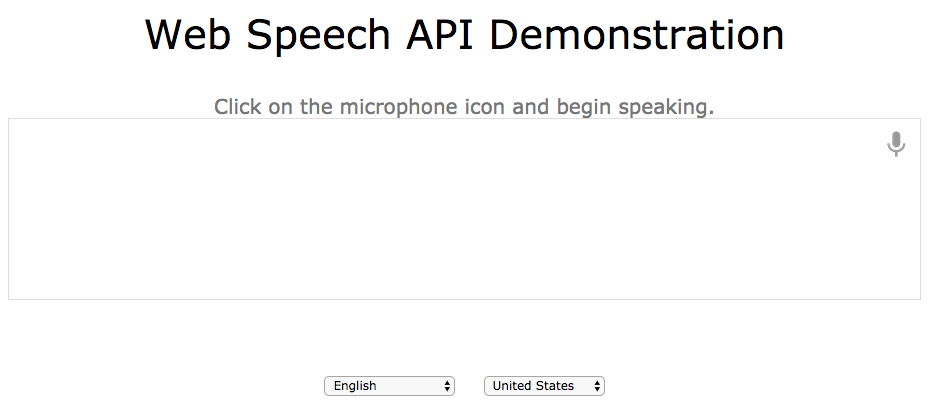 Web Speech API Demonstration
Click on the microphone icon and begin speaking.
English United States